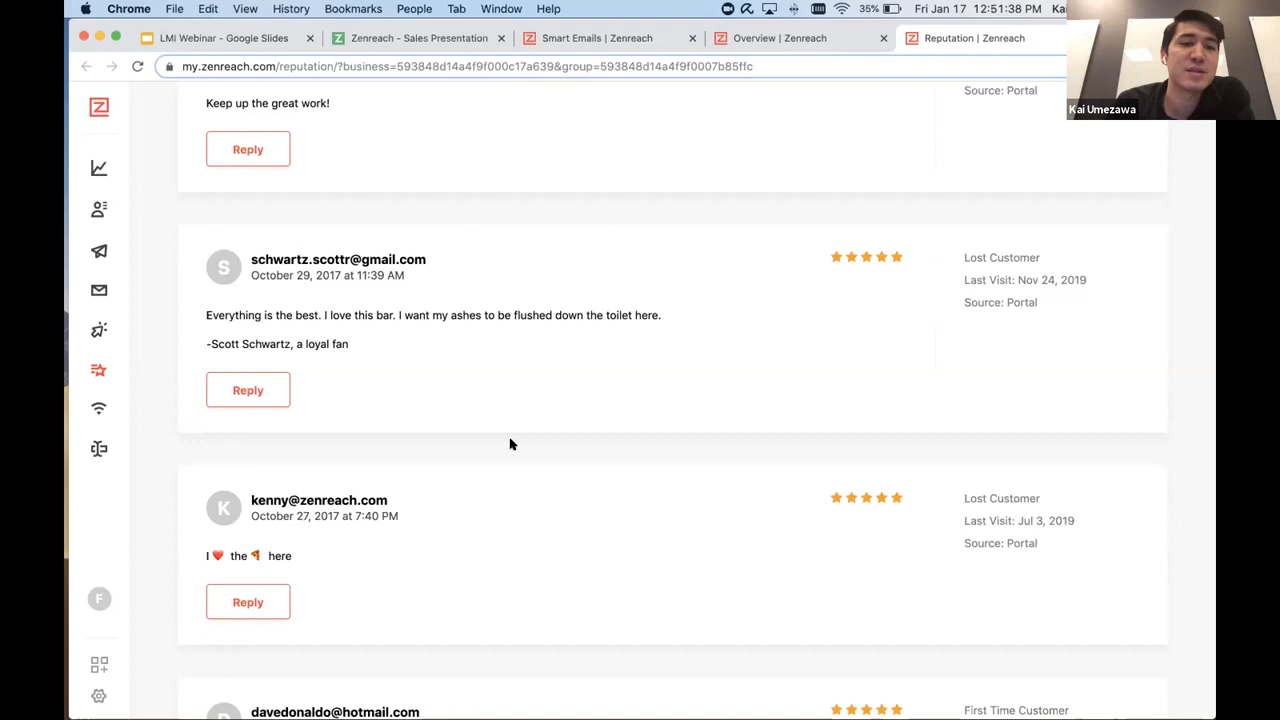 Chrome File Edit View History Bookmarks People Tab Window Help 35% Fri Jan 17 12:51:38 PM Kai
LMI Webinar - Google Slides Zenreach - Sales Presentation Smart Emails | Zenreach Overview | Zenreach Reputation | Zenreach
my.zenreach.com/reputation/?business=593848d14a4f9f000c17a639&group=593848d14a4f9f0007b85ffc
Kai Umezawa
Source: Portal
Keep up the great work!
Reply
S
schwartz.scottr@gmail.com
October 29, 2017 at 11:39 AM
Lost Customer
Last Visit: Nov 24, 2019
Source: Portal
Everything is the best. I love this bar. I want my ashes to be flushed down the toilet here.
-Scott Schwartz, a loyal fan
Reply
K
kenny@zenreach.com
October 27, 2017 at 7:40 PM
Lost Customer
Last Visit: Jul 3, 2019
Source: Portal
I ❤️ the 🍕 here
Reply
F
davedonaldo@hotmail.com
First Time Customer